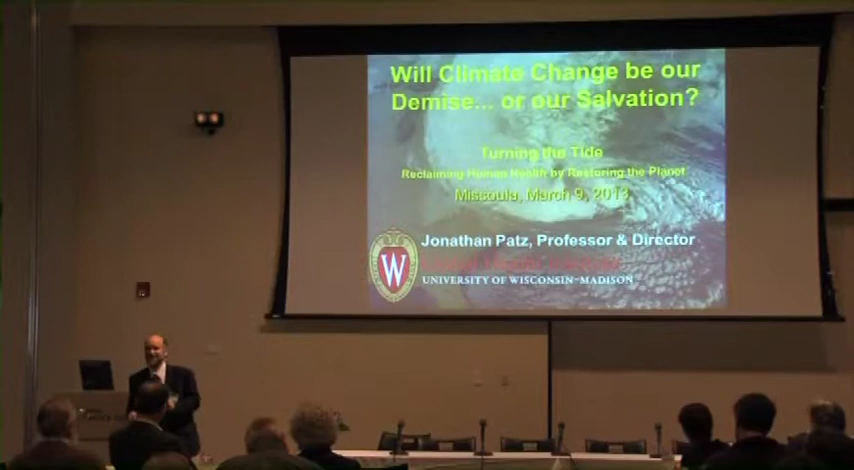 Will Climate Change be our
Demise... or our Salvation?
Turning the Tide
Reclaiming Human Health by Restoring the Planet
Missoula, March 9, 2013
Jonathan Patz, Professor & Director
W
UNIVERSITY OF WISCONSIN-MADISON